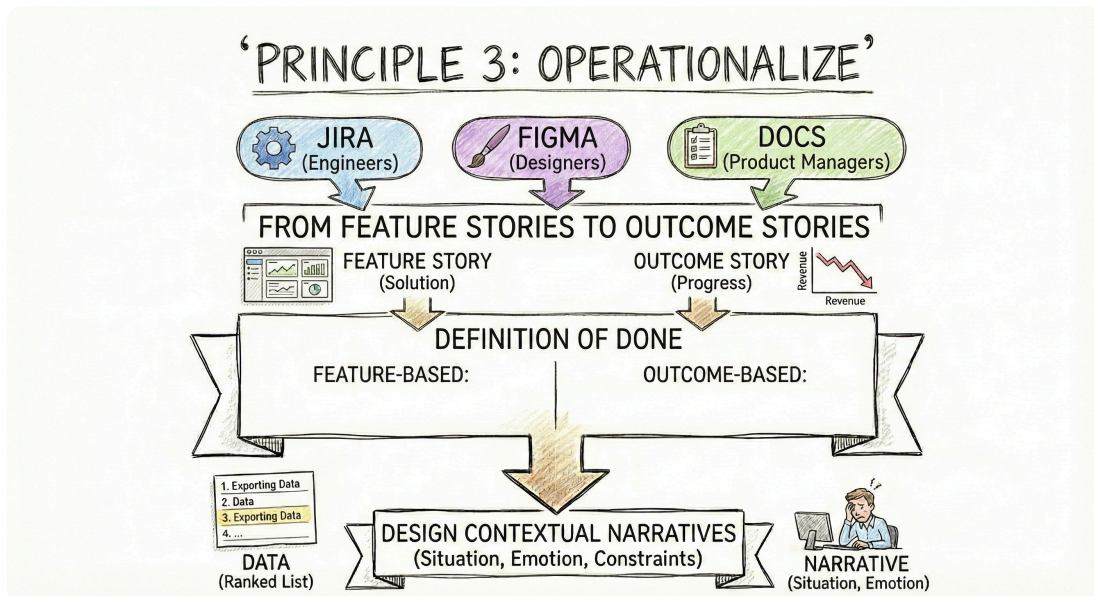 ‘PRINCIPLE 3: OPERATIONALIZE’
JIRA
(Engineers)
FIGMA
(Designers)
DOCS
(Product Managers)
FROM FEATURE STORIES TO OUTCOME STORIES
FEATURE STORY
(Solution)
OUTCOME STORY
(Progress)
Revenue
Revenue
DEFINITION OF DONE
FEATURE-BASED:
OUTCOME-BASED:
1. Exporting Data
2. Data
3. Exporting Data
4. ...
DATA
(Ranked List)
DESIGN CONTEXTUAL NARRATIVES
(Situation, Emotion, Constraints)
NARRATIVE
(Situation, Emotion)